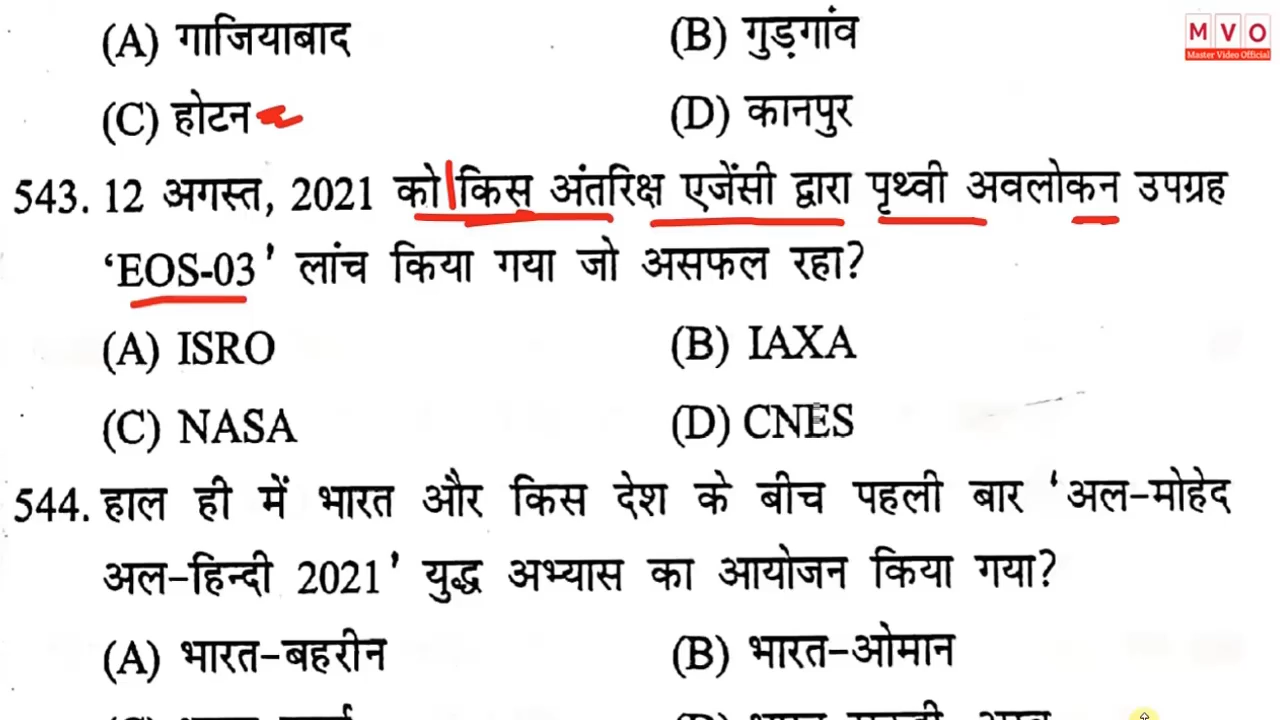 (A) गाजियाबाद (B) गुड़गांव
MVO
Master Video Official
(C) होटन (D) कानपुर
543. 12 अगस्त, 2021 को किस अंतरिक्ष एजेंसी द्वारा पृथ्वी अवलोकन उपग्रह
‘EOS-03’ लांच किया गया जो असफल रहा?
(A) ISRO (B) IAXA
(C) NASA (D) CNES
544. हाल ही में भारत और किस देश के बीच पहली बार ‘अल-मोहेद
अल-हिन्दी 2021’ युद्ध अभ्यास का आयोजन किया गया?
(A) भारत-बहरीन (B) भारत-ओमान